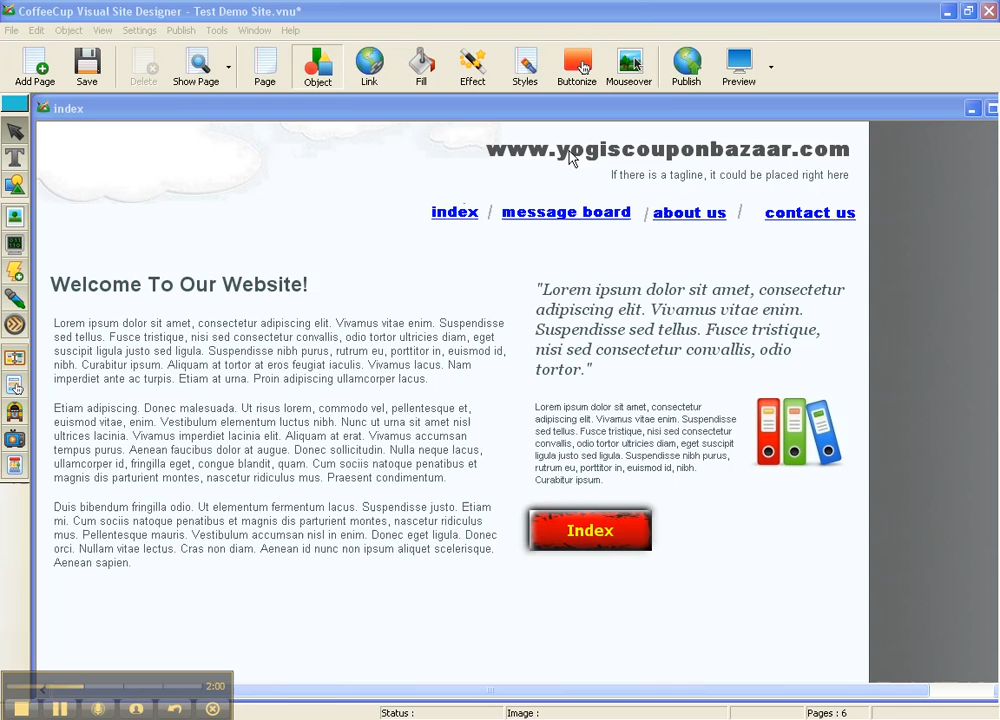 CoffeeCup Visual Site Designer - Test Demo Site.vnu*
File Edit Object View Settings Publish Tools Window Help
Add Page Save Delete Show Page Page Object Link Fill Effect Styles Buttonize Mouseover Publish Preview
index
www.yogiscouponbazaar.com
If there is a tagline, it could be placed right here
index / message board / about us / contact us
Welcome To Our Website!
Lorem ipsum dolor sit amet, consectetur adipiscing elit. Vivamus vitae enim. Suspendisse
sed tellus. Fusce tristique, nisi sed consectetur convallis, odio tortor ultricies diam, eget
suscipit ligula justo sed ligula. Suspendisse nibh purus, rutrum eu, porttitor in, euismod id,
nibh. Curabitur ipsum. Aliquam at tortor at eros feugiat iaculis. Vivamus lacus. Nam
imperdiet ante ac turpis. Etiam at urna. Proin adipiscing ullamcorper lacus.
Etiam adipiscing. Donec malesuada. Ut risus lorem, commodo vel, pellentesque et,
euismod vitae, enim. Vestibulum elementum luctus nibh. Nunc ut urna sit amet nisl
ultrices lacinia. Vivamus imperdiet lacinia elit. Aliquam at erat. Vivamus accumsan
tempus purus. Aenean faucibus dolor at augue. Donec sollicitudin. Nulla neque lacus,
ullamcorper id, fringilla eget, congue blandit, quam. Cum sociis natoque penatibus et
magnis dis parturient montes, nascetur ridiculus mus. Praesent condimentum.
Duis bibendum fringilla odio. Ut elementum fermentum lacus. Suspendisse justo. Etiam
mi. Cum sociis natoque penatibus et magnis dis parturient montes, nascetur ridiculus
mus. Pellentesque mauris. Vestibulum accumsan nisl in enim. Donec eget ligula. Donec
orci. Nullam vitae lectus. Cras non diam. Aenean id nunc non ipsum aliquet scelerisque.
Aenean sapien.
"Lorem ipsum dolor sit amet, consectetur
adipiscing elit. Vivamus vitae enim.
Suspendisse sed tellus. Fusce tristique,
nisi sed consectetur convallis, odio
tortor."
Lorem ipsum dolor sit amet, consectetur
adipiscing elit. Vivamus vitae enim. Suspendisse
sed tellus. Fusce tristique, nisi sed consectetur
convallis, odio tortor ultricies diam, eget suscipit
ligula justo sed ligula. Suspendisse nibh purus,
rutrum eu, porttitor in, euismod id, nibh.
Curabitur ipsum.
Index
2:00
Status : Image : Pages : 6